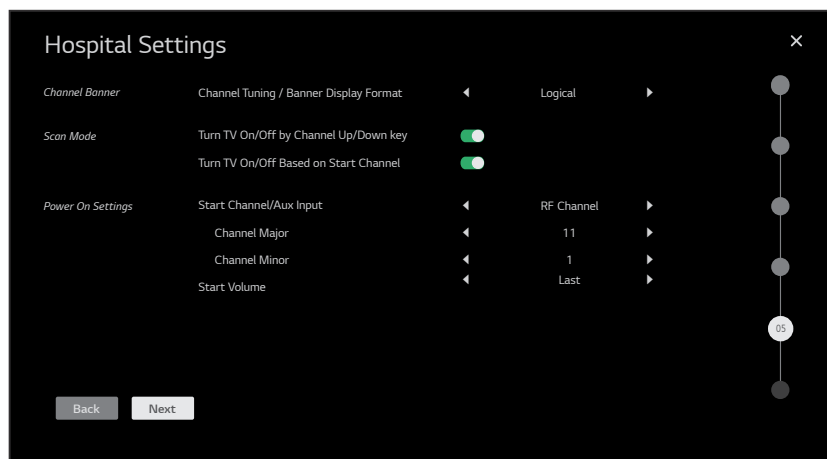 Hospital Settings
Channel Banner Channel Tuning / Banner Display Format Logical
Scan Mode Turn TV On/Off by Channel Up/Down key
Turn TV On/Off Based on Start Channel
Power On Settings Start Channel/Aux Input RF Channel
Channel Major 11
Channel Minor 1
Start Volume Last
05
Back Next